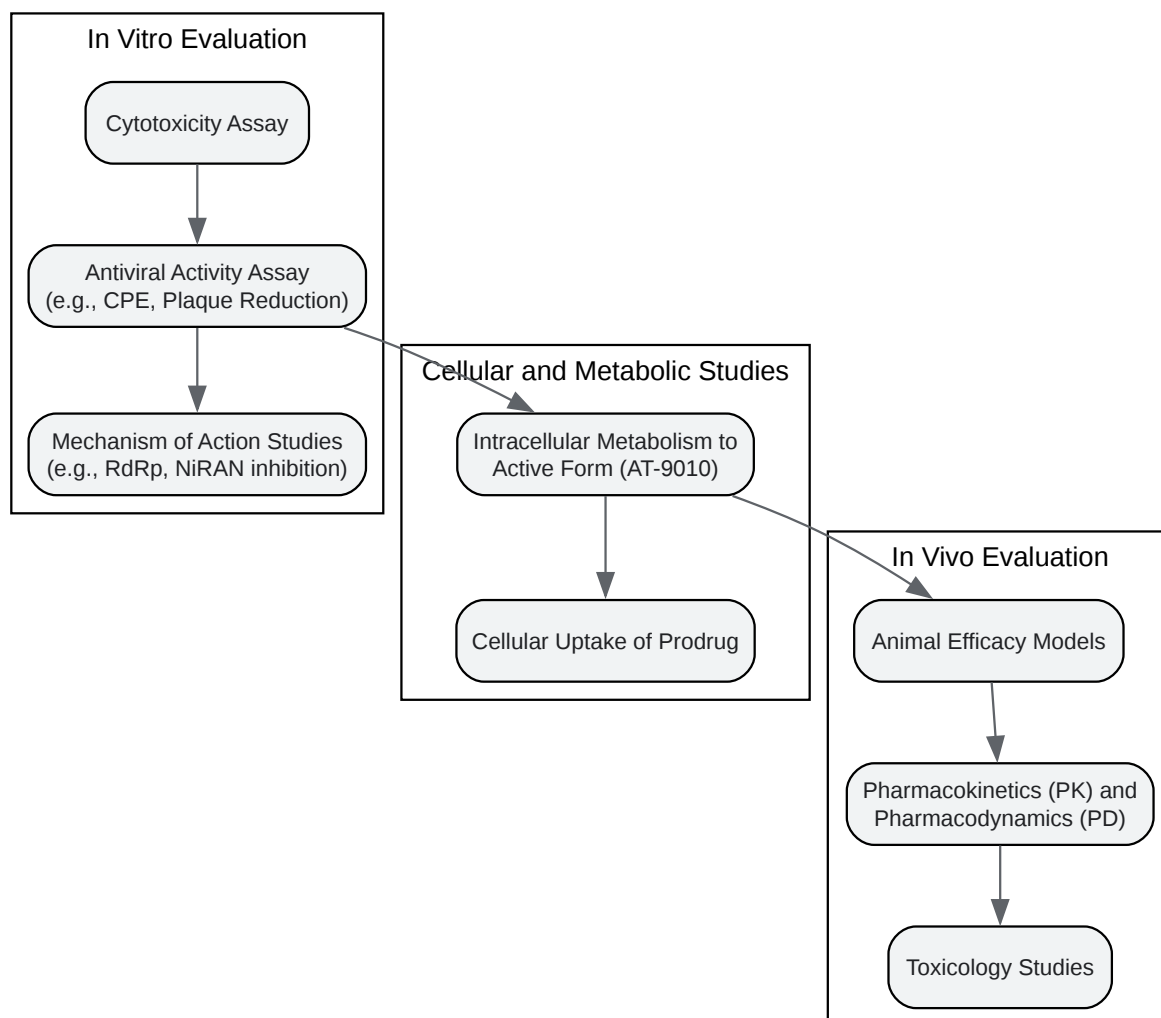 In Vitro Evaluation
Cytotoxicity Assay
Antiviral Activity Assay
(e.g., CPE, Plaque Reduction)
Mechanism of Action Studies
(e.g., RdRp, NiRAN inhibition)
Cellular and Metabolic Studies
Intracellular Metabolism to
Active Form (AT-9010)
Cellular Uptake of Prodrug
In Vivo Evaluation
Animal Efficacy Models
Pharmacokinetics (PK) and
Pharmacodynamics (PD)
Toxicology Studies